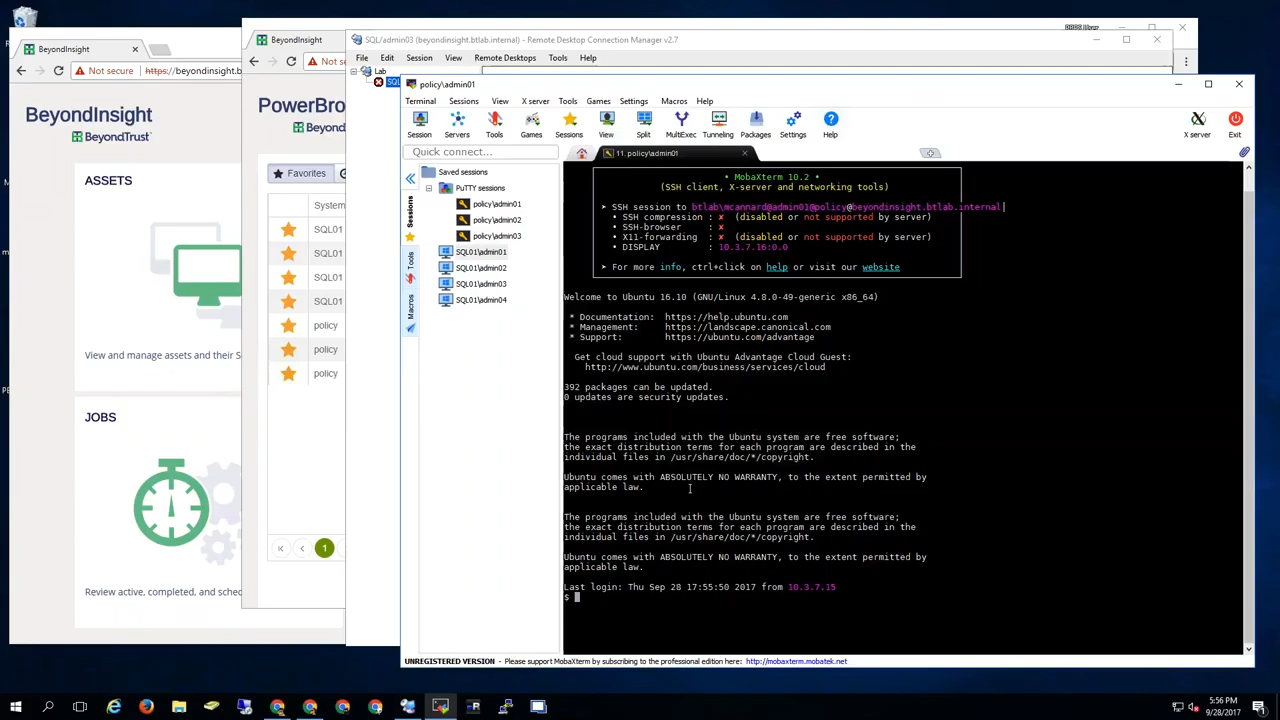 BeyondInsight
Not secure
https://beyondinsight.b
BeyondInsight
BeyondTrust
ASSETS
View and manage assets and their S
JOBS
Review active, completed, and sched
BeyondInsight
Not se
PowerBro
Beyond
Favorites
System
SQL01
SQL01
SQL01
SQL01
policy
policy
policy
1
SQL/admin03 (beyondinsight.btlab.internal) - Remote Desktop Connection Manager v2.7
File Edit Session View Remote Desktops Tools Help
Lab
SQL
policy\admin01
Terminal Sessions View X server Tools Games Settings Macros Help
Session Servers Tools Games Sessions View Split MultiExec Tunneling Packages Settings Help X server Exit
Quick connect...
11. policy\admin01
Sessions
Tools
Macros
Saved sessions
PuTTY sessions
policy\admin01
policy\admin02
policy\admin03
SQL01\admin01
SQL01\admin02
SQL01\admin03
SQL01\admin04
• MobaXterm 10.2 •
(SSH client, X-server and networking tools)
➤ SSH session to btlab\mcannard@admin01@policy@beyondinsight.btlab.internal
• SSH compression : ✘ (disabled or not supported by server)
• SSH-browser : ✘
• X11-forwarding : ✘ (disabled or not supported by server)
• DISPLAY : 10.3.7.16:0.0
➤ For more info, ctrl+click on help or visit our website
Welcome to Ubuntu 16.10 (GNU/Linux 4.8.0-49-generic x86_64)
* Documentation: https://help.ubuntu.com
* Management: https://landscape.canonical.com
* Support: https://ubuntu.com/advantage
Get cloud support with Ubuntu Advantage Cloud Guest:
http://www.ubuntu.com/business/services/cloud
392 packages can be updated.
0 updates are security updates.
The programs included with the Ubuntu system are free software;
the exact distribution terms for each program are described in the
individual files in /usr/share/doc/*/copyright.
Ubuntu comes with ABSOLUTELY NO WARRANTY, to the extent permitted by
applicable law.
The programs included with the Ubuntu system are free software;
the exact distribution terms for each program are described in the
individual files in /usr/share/doc/*/copyright.
Ubuntu comes with ABSOLUTELY NO WARRANTY, to the extent permitted by
applicable law.
Last login: Thu Sep 28 17:55:50 2017 from 10.3.7.15
$
UNREGISTERED VERSION - Please support MobaXterm by subscribing to the professional edition here: http://mobaxterm.mobatek.net
5:56 PM
9/28/2017